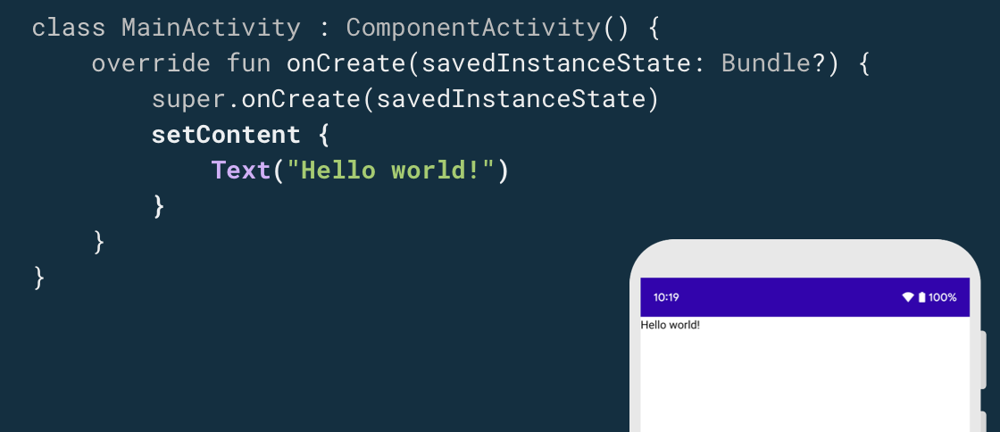 class MainActivity : ComponentActivity() {
    override fun onCreate(savedInstanceState: Bundle?) {
        super.onCreate(savedInstanceState)
        setContent {
            Text("Hello world!")
        }
    }
}
10:19 100%
Hello world!